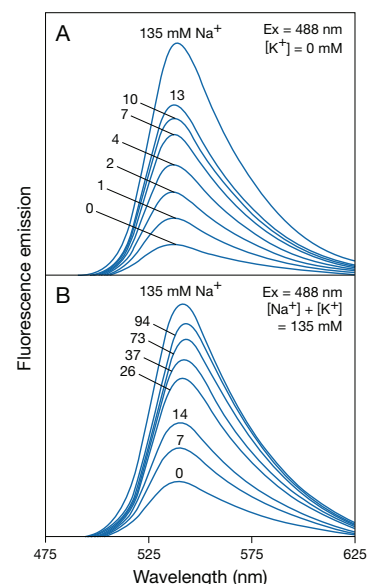 A
135 mM Na⁺
Ex = 488 nm
[K⁺] = 0 mM
13
10
7
4
2
1
0
Fluorescence emission
B
135 mM Na⁺
Ex = 488 nm
[Na⁺] + [K⁺]
= 135 mM
94
73
37
26
14
7
0
475
525
575
625
Wavelength (nm)